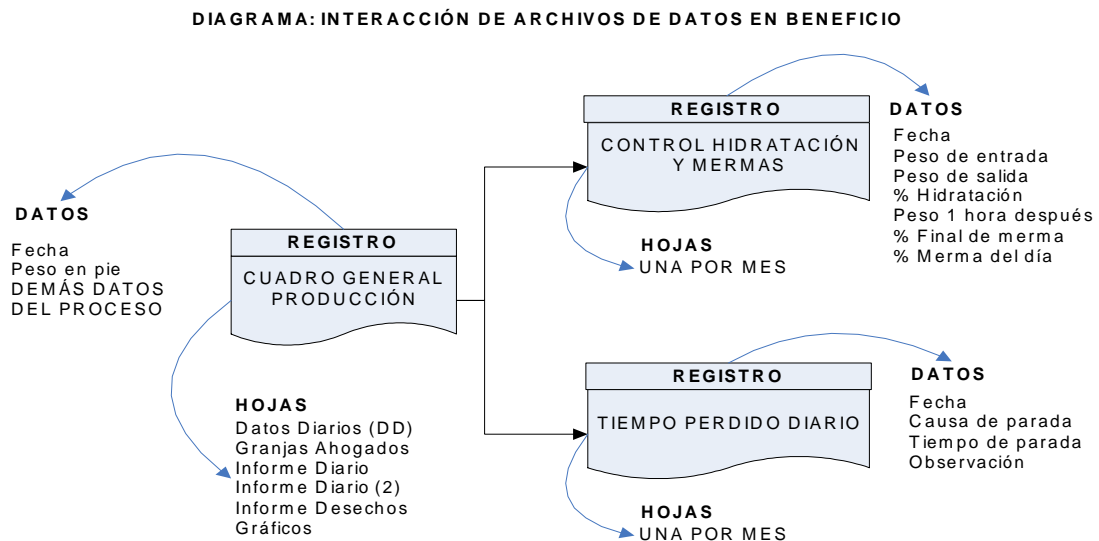 DIAGRAMA: INTERACCIÓN DE ARCHIVOS DE DATOS EN BENEFICIO
DATOS
Fecha
Peso en pie
DEMÁS DATOS
DEL PROCESO
REGISTRO
CUADRO GENERAL
PRODUCCIÓN
HOJAS
Datos Diarios (DD)
Granjas Ahogados
Informe Diario
Informe Diario (2)
Informe Desechos
Gráficos
REGISTRO
CONTROL HIDRATACIÓN
Y MERMAS
HOJAS
UNA POR MES
DATOS
Fecha
Peso de entrada
Peso de salida
% Hidratación
Peso 1 hora después
% Final de merma
% Merma del día
REGISTRO
TIEMPO PERDIDO DIARIO
HOJAS
UNA POR MES
DATOS
Fecha
Causa de parada
Tiempo de parada
Observación